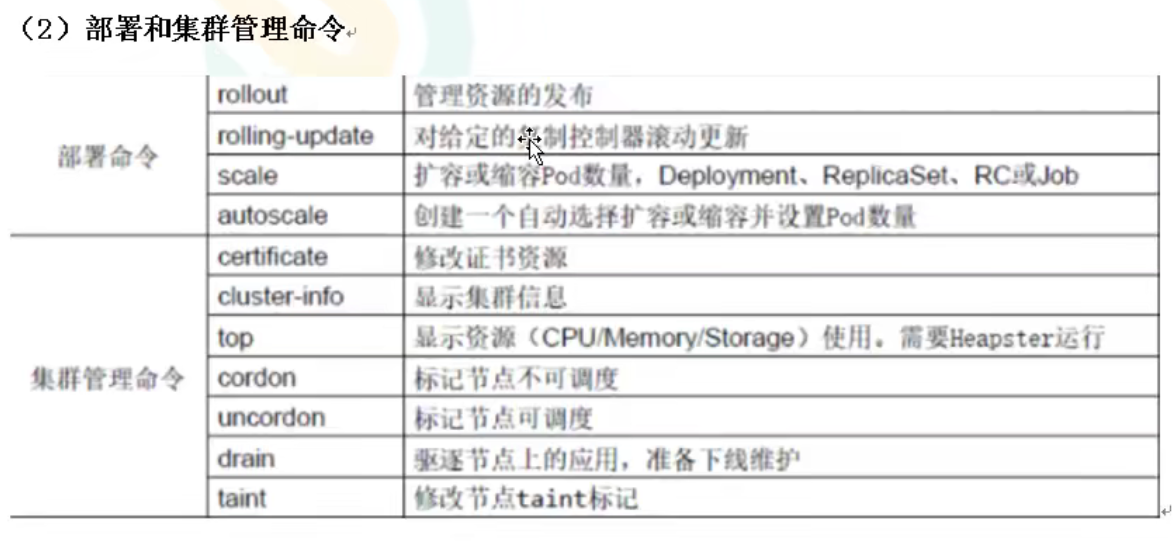 （2）部署和集群管理命令
部署命令
rollout 管理资源的发布
rolling-update 对给定的制控制器滚动更新
scale 扩容或缩容Pod数量，Deployment、ReplicaSet、RC或Job
autoscale 创建一个自动选择扩容或缩容并设置Pod数量
集群管理命令
certificate 修改证书资源
cluster-info 显示集群信息
top 显示资源（CPU/Memory/Storage）使用。需要Heapster运行
cordon 标记节点不可调度
uncordon 标记节点可调度
drain 驱逐节点上的应用，准备下线维护
taint 修改节点taint标记